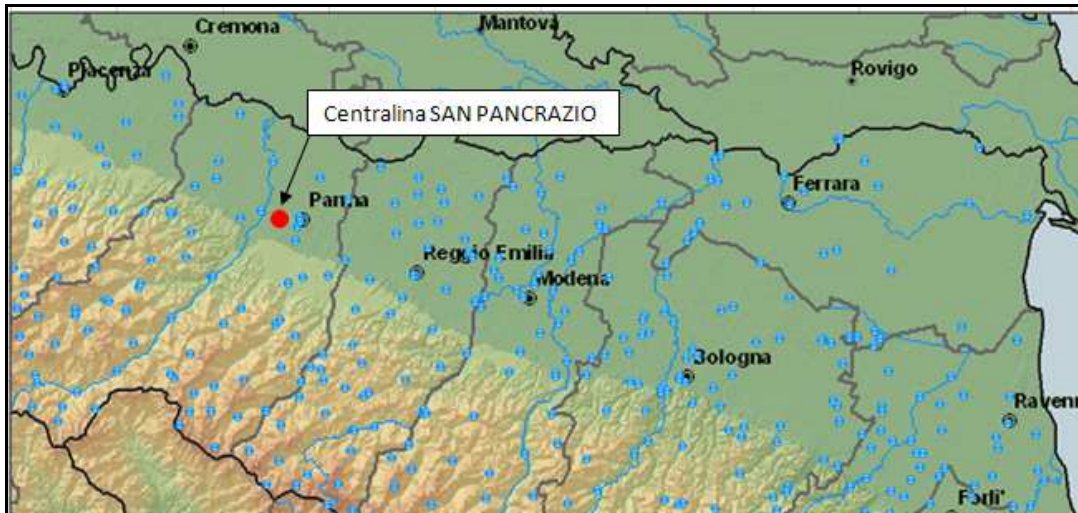 Cremona
Mantova
Piacenza
Rovigo
Centralina SAN PANCRAZIO
Parma
Ferrara
Reggio Emilia
Modena
Bologna
Ravenn
Forli'